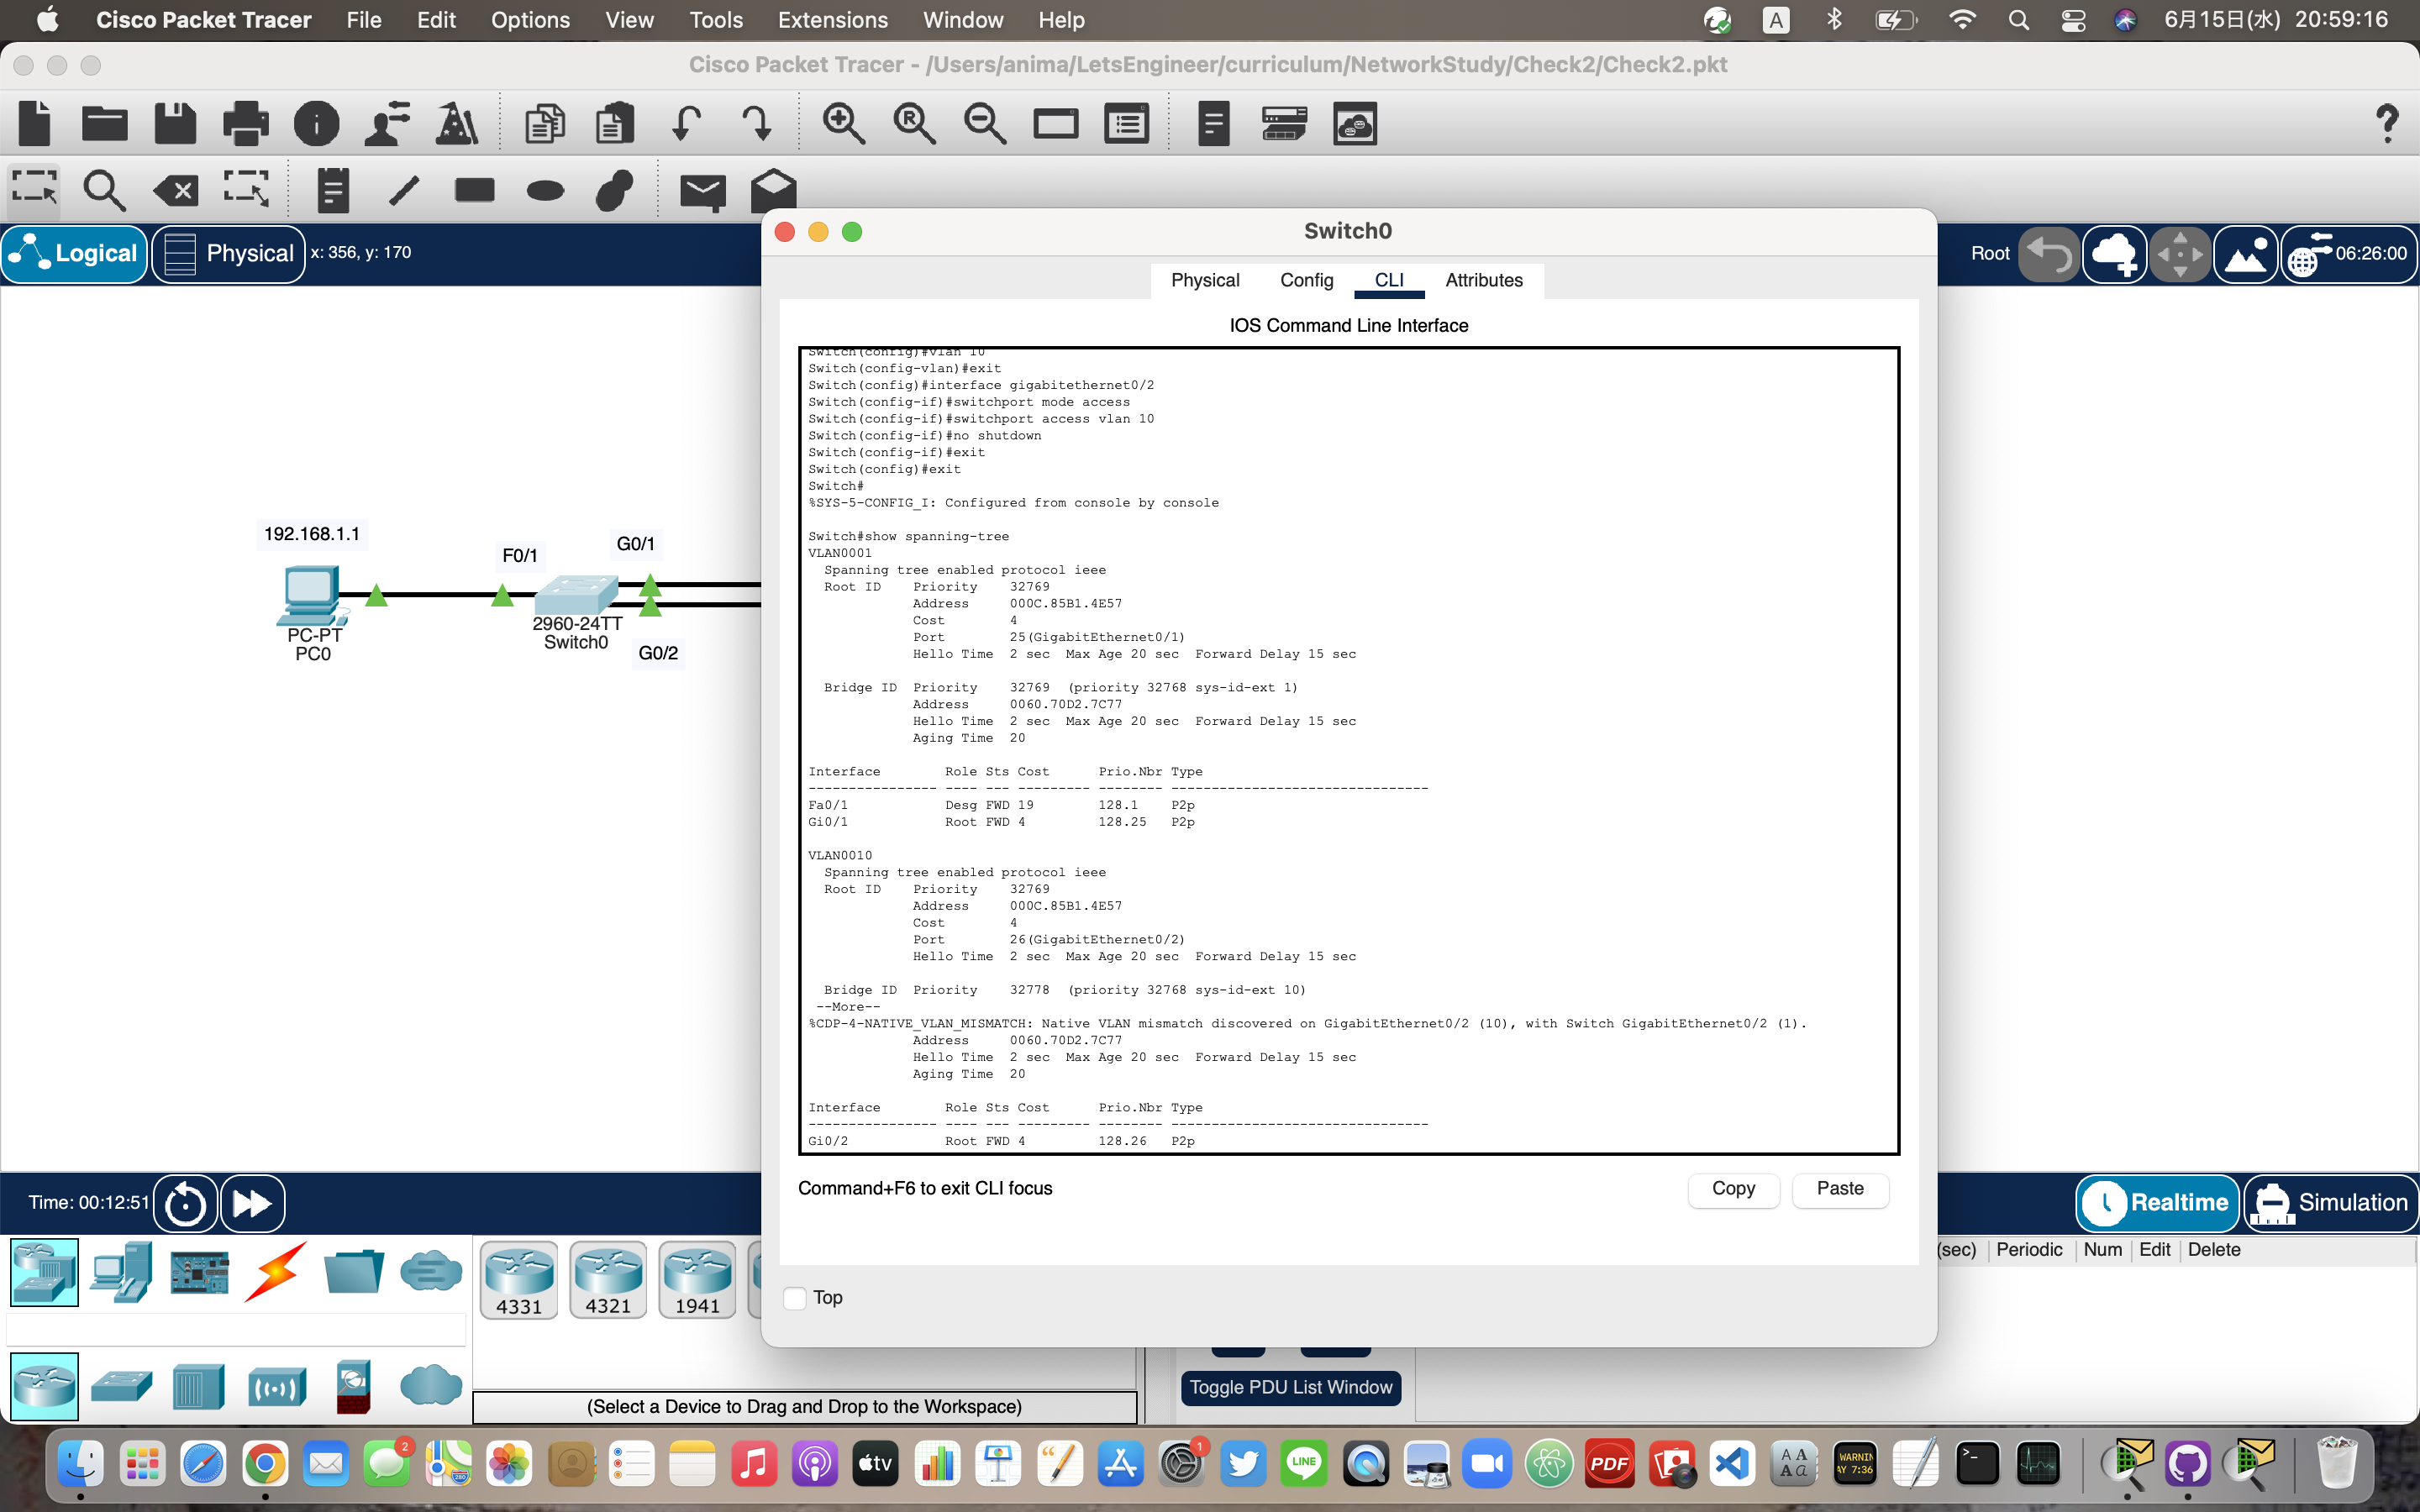 Cisco Packet Tracer File Edit Options View Tools Extensions Window Help A 6月15日(水) 20:59:16
Cisco Packet Tracer - /Users/anima/LetsEngineer/curriculum/NetworkStudy/Check2/Check2.pkt
Logical Physical x: 356, y: 170 Root 06:26:00
192.168.1.1
F0/1
G0/1
2960-24TT
Switch0
G0/2
PC-PT
PC0
Switch0
Physical Config CLI Attributes
IOS Command Line Interface
Switch(config)#vlan 10
Switch(config-vlan)#exit
Switch(config)#interface gigabitethernet0/2
Switch(config-if)#switchport mode access
Switch(config-if)#switchport access vlan 10
Switch(config-if)#no shutdown
Switch(config-if)#exit
Switch(config)#exit
Switch#
%SYS-5-CONFIG_I: Configured from console by console
Switch#show spanning-tree
VLAN0001
Spanning tree enabled protocol ieee
Root ID Priority 32769
Address 000C.85B1.4E57
Cost 4
Port 25(GigabitEthernet0/1)
Hello Time 2 sec Max Age 20 sec Forward Delay 15 sec
Bridge ID Priority 32769 (priority 32768 sys-id-ext 1)
Address 0060.70D2.7C77
Hello Time 2 sec Max Age 20 sec Forward Delay 15 sec
Aging Time 20
Interface Role Sts Cost Prio.Nbr Type
---------------- ---- --- --------- -------- --------------------------------
Fa0/1 Desg FWD 19 128.1 P2p
Gi0/1 Root FWD 4 128.25 P2p
VLAN0010
Spanning tree enabled protocol ieee
Root ID Priority 32769
Address 000C.85B1.4E57
Cost 4
Port 26(GigabitEthernet0/2)
Hello Time 2 sec Max Age 20 sec Forward Delay 15 sec
Bridge ID Priority 32778 (priority 32768 sys-id-ext 10)
--More--
%CDP-4-NATIVE_VLAN_MISMATCH: Native VLAN mismatch discovered on GigabitEthernet0/2 (10), with Switch GigabitEthernet0/2 (1).
Address 0060.70D2.7C77
Hello Time 2 sec Max Age 20 sec Forward Delay 15 sec
Aging Time 20
Interface Role Sts Cost Prio.Nbr Type
---------------- ---- --- --------- -------- --------------------------------
Gi0/2 Root FWD 4 128.26 P2p
Command+F6 to exit CLI focus
Copy Paste
Top
Time: 00:12:51 Realtime Simulation
(sec) Periodic Num Edit Delete
4331 4321 1941
Toggle PDU List Window
(Select a Device to Drag and Drop to the Workspace)
2 280 tv 1 LINE PDF